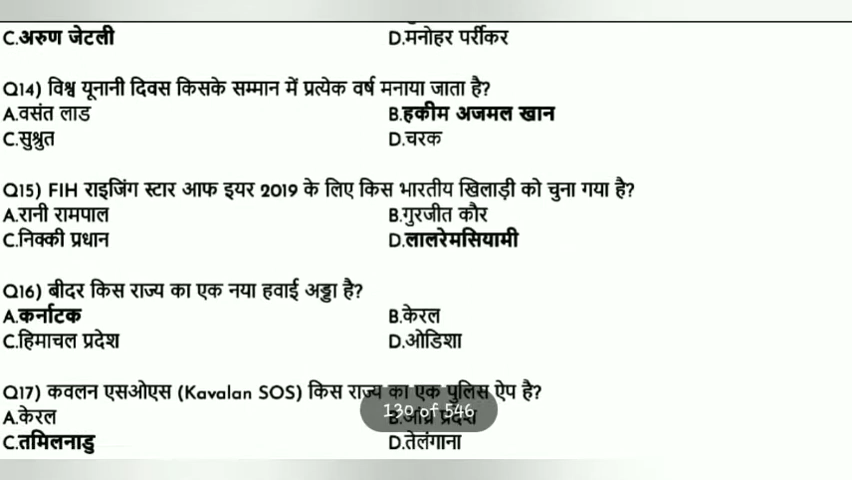 C.अरुण जेटली D.मनोहर पर्रीकर
Q14) विश्व यूनानी दिवस किसके सम्मान में प्रत्येक वर्ष मनाया जाता है?
A.वसंत लाड B.हकीम अजमल खान
C.सुश्रुत D.चरक
Q15) FIH राइजिंग स्टार आफ इयर 2019 के लिए किस भारतीय खिलाड़ी को चुना गया है?
A.रानी रामपाल B.गुरजीत कौर
C.निक्की प्रधान D.लालरेमसियामी
Q16) बीदर किस राज्य का एक नया हवाई अड्डा है?
A.कर्नाटक B.केरल
C.हिमाचल प्रदेश D.ओडिशा
Q17) कवलन एसओएस (Kavalan SOS) किस राज्य का एक पुलिस ऐप है?
A.केरल B.आंध्र प्रदेश
130 of 546
C.तमिलनाडु D.तेलंगाना